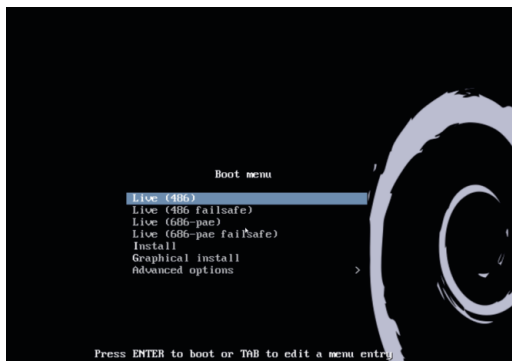 Boot menu
Live (486)
Live (486 failsafe)
Live (686-pae)
Live (686-pae failsafe)
Install
Graphical install
Advanced options >
Press ENTER to boot or TAB to edit a menu entry